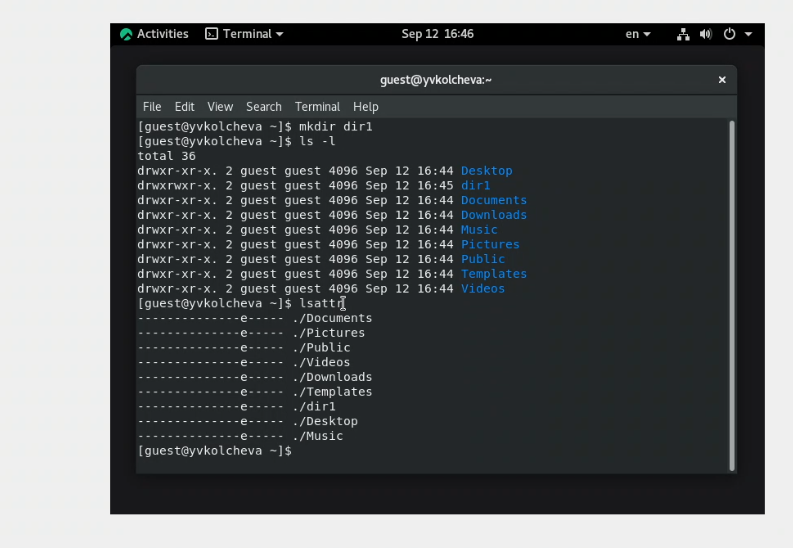 Activities Terminal Sep 12 16:46 en
guest@yvkolcheva:~ ×
File Edit View Search Terminal Help
[guest@yvkolcheva ~]$ mkdir dir1
[guest@yvkolcheva ~]$ ls -l
total 36
drwxr-xr-x. 2 guest guest 4096 Sep 12 16:44 Desktop
drwxrwxr-x. 2 guest guest 4096 Sep 12 16:45 dir1
drwxr-xr-x. 2 guest guest 4096 Sep 12 16:44 Documents
drwxr-xr-x. 2 guest guest 4096 Sep 12 16:44 Downloads
drwxr-xr-x. 2 guest guest 4096 Sep 12 16:44 Music
drwxr-xr-x. 2 guest guest 4096 Sep 12 16:44 Pictures
drwxr-xr-x. 2 guest guest 4096 Sep 12 16:44 Public
drwxr-xr-x. 2 guest guest 4096 Sep 12 16:44 Templates
drwxr-xr-x. 2 guest guest 4096 Sep 12 16:44 Videos
[guest@yvkolcheva ~]$ lsattr
--------------e----- ./Documents
--------------e----- ./Pictures
--------------e----- ./Public
--------------e----- ./Videos
--------------e----- ./Downloads
--------------e----- ./Templates
--------------e----- ./dir1
--------------e----- ./Desktop
--------------e----- ./Music
[guest@yvkolcheva ~]$